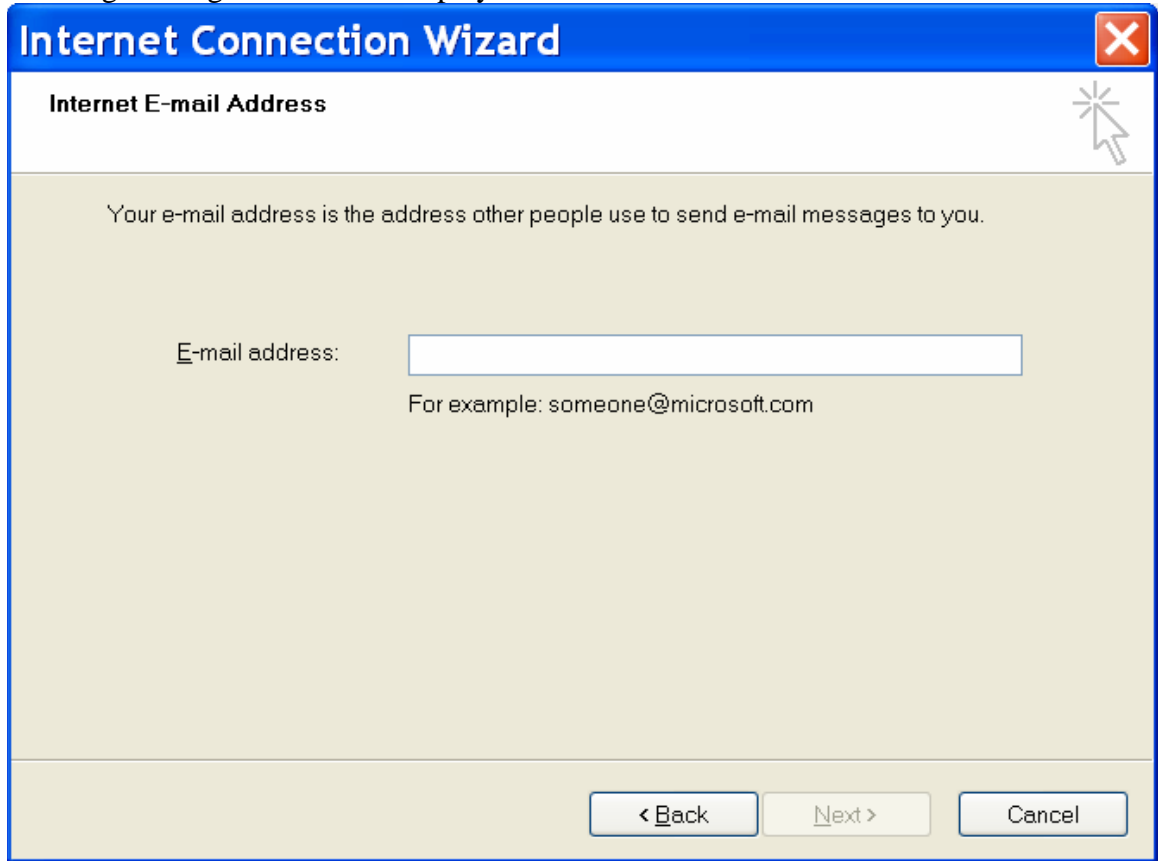 Internet Connection Wizard
Internet E-mail Address
Your e-mail address is the address other people use to send e-mail messages to you.
E-mail address:
For example: someone@microsoft.com
< Back Next > Cancel